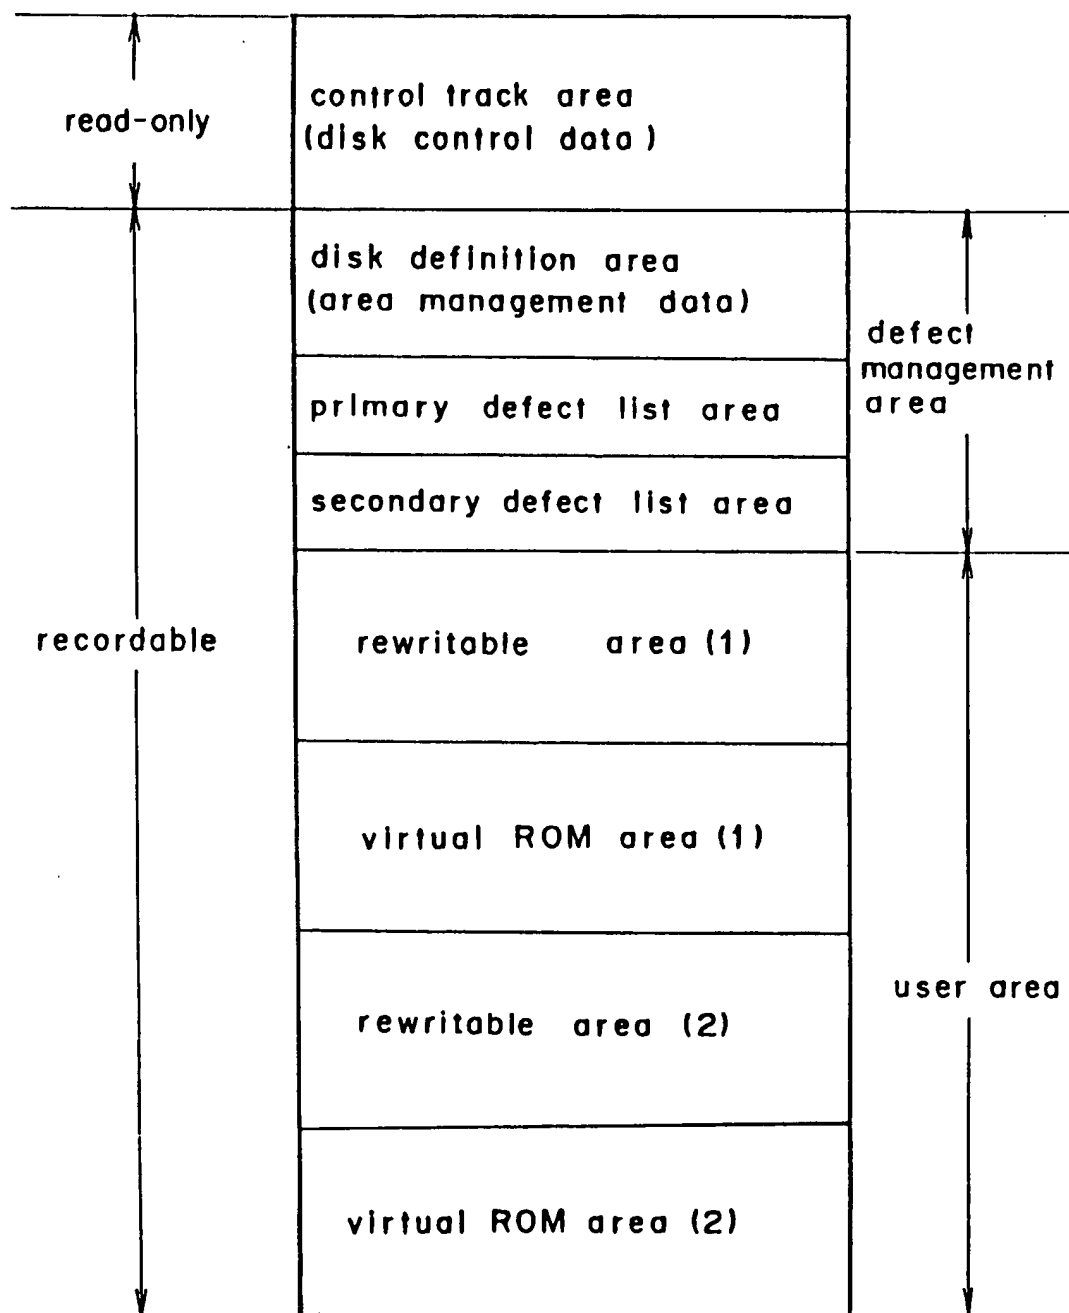 read-only
control track area
(disk control data)
disk definition area
(area management data)
defect
management
area
primary defect list area
secondary defect list area
recordable
rewritable area (1)
virtual ROM area (1)
user area
rewritable area (2)
virtual ROM area (2)